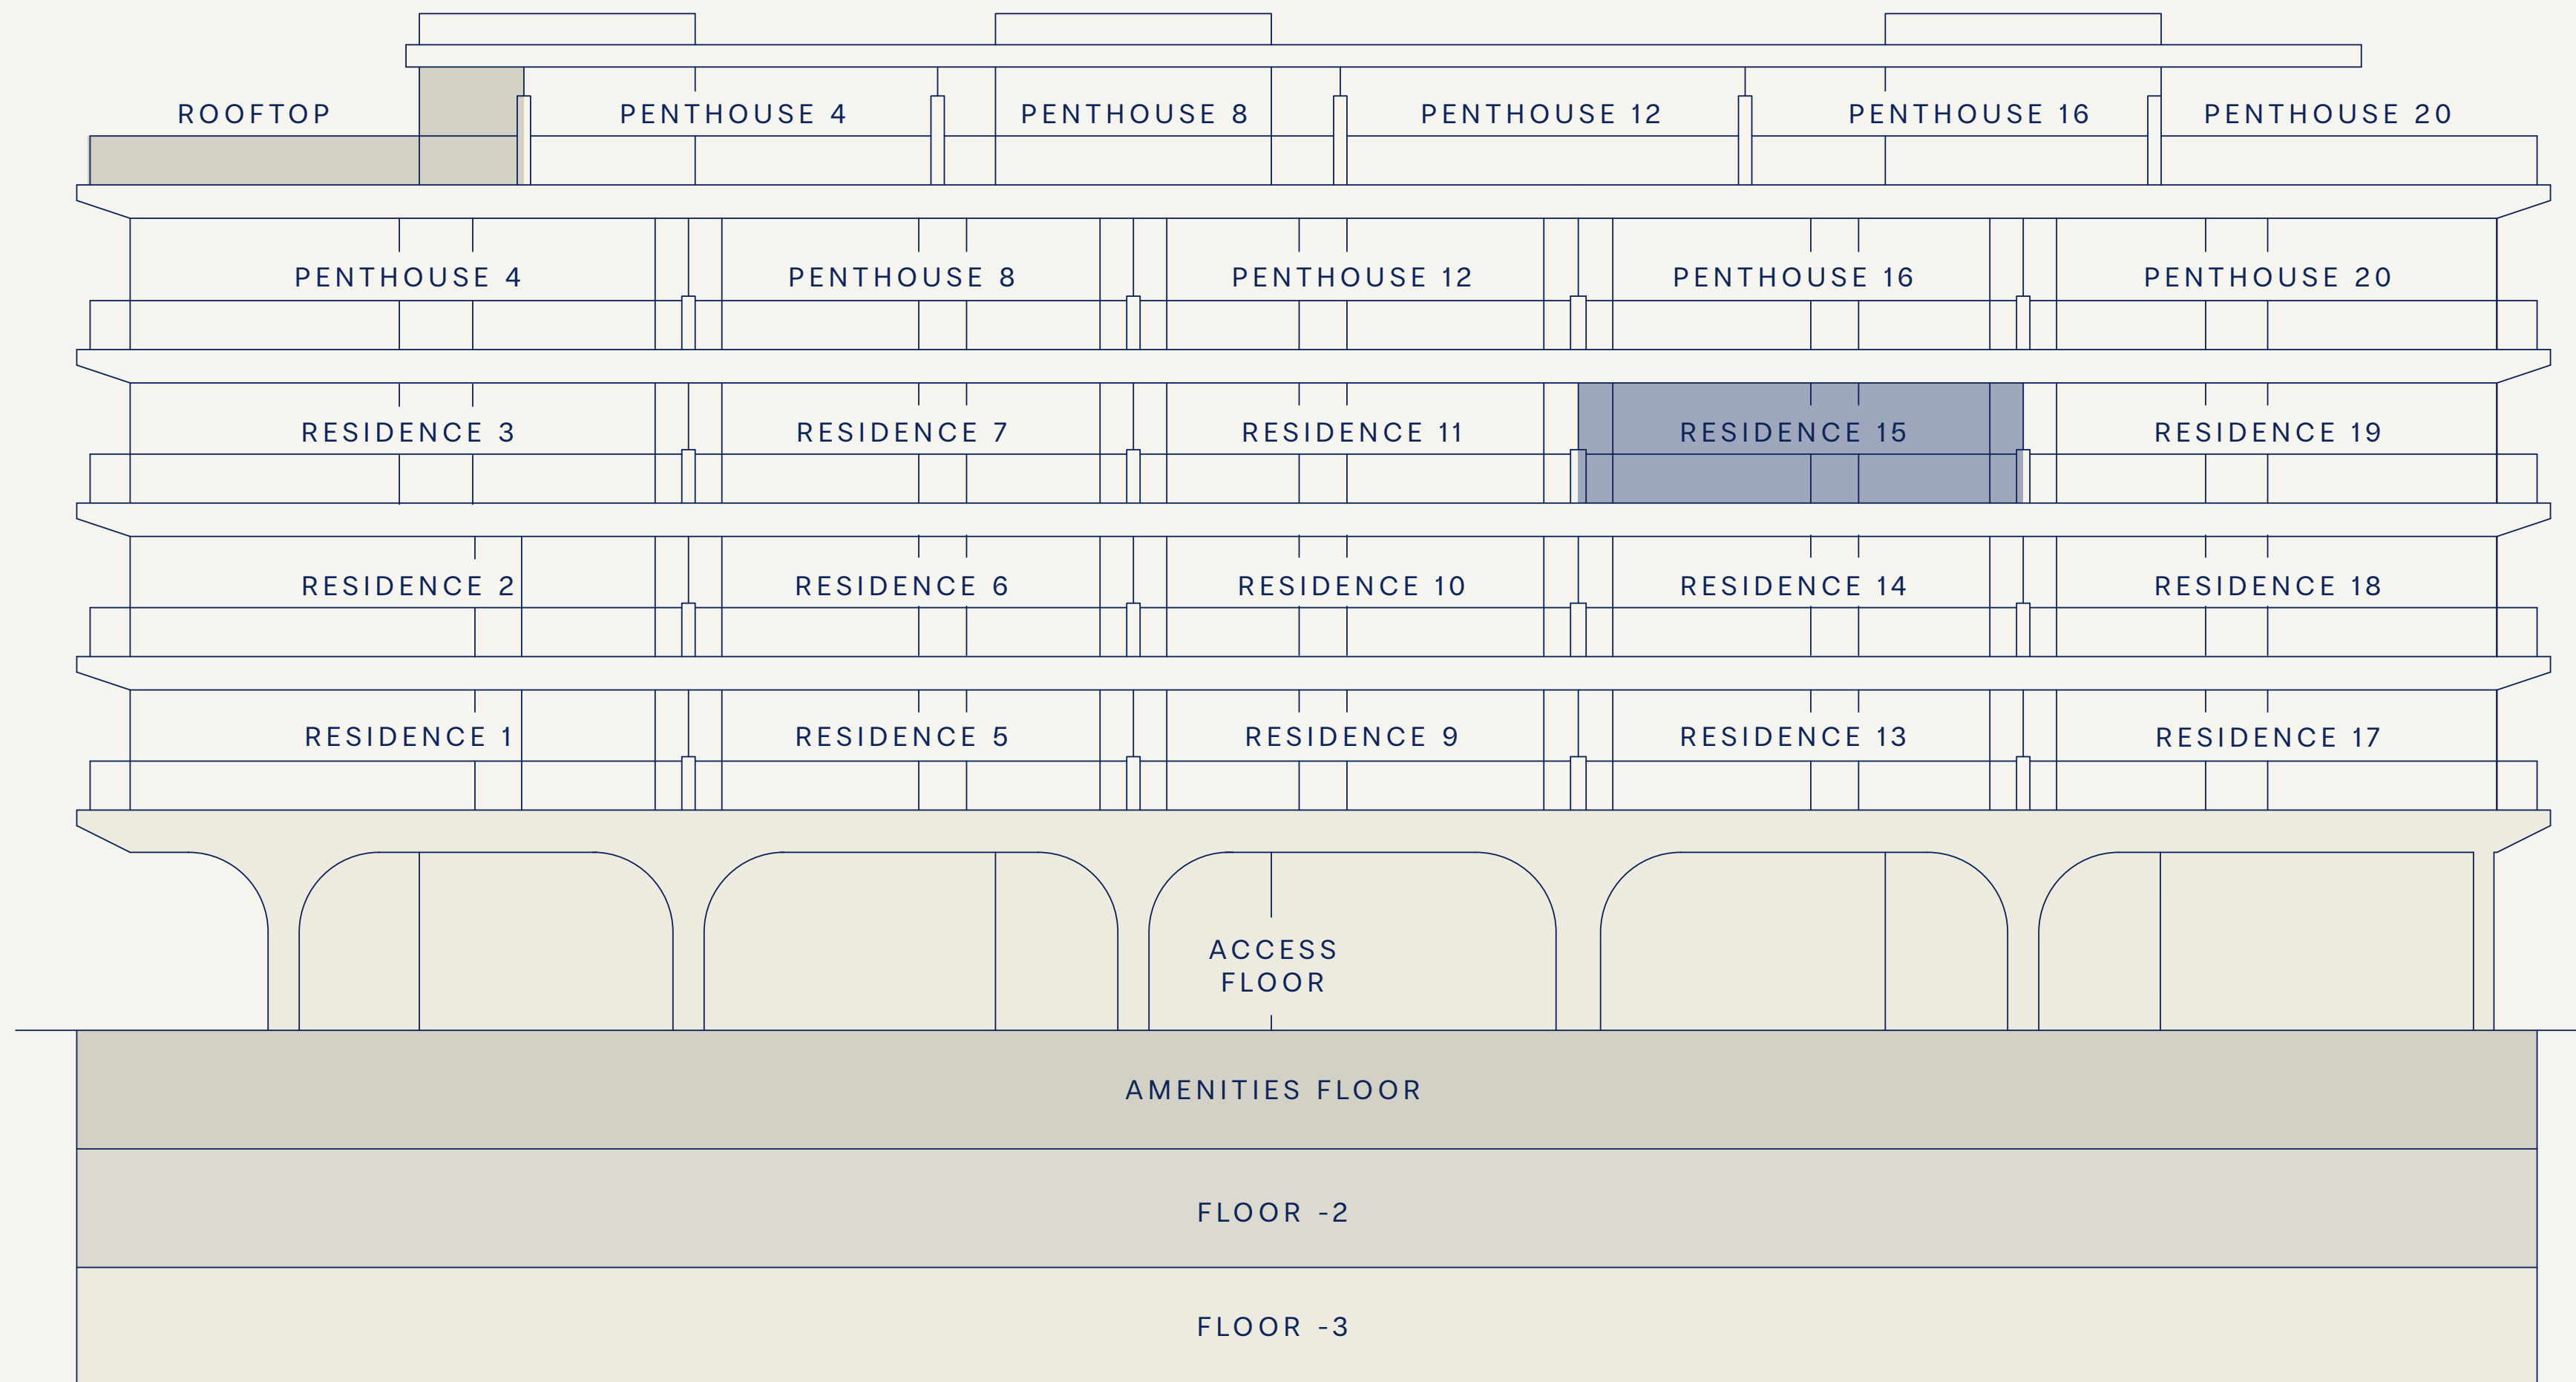 ROOFTOP
PENTHOUSE 4
PENTHOUSE 8
PENTHOUSE 12
PENTHOUSE 16
PENTHOUSE 20
PENTHOUSE 4
PENTHOUSE 8
PENTHOUSE 12
PENTHOUSE 16
PENTHOUSE 20
RESIDENCE 3
RESIDENCE 7
RESIDENCE 11
RESIDENCE 15
RESIDENCE 19
RESIDENCE 2
RESIDENCE 6
RESIDENCE 10
RESIDENCE 14
RESIDENCE 18
RESIDENCE 1
RESIDENCE 5
RESIDENCE 9
RESIDENCE 13
RESIDENCE 17
ACCESS
FLOOR
AMENITIES FLOOR
FLOOR -2
FLOOR -3